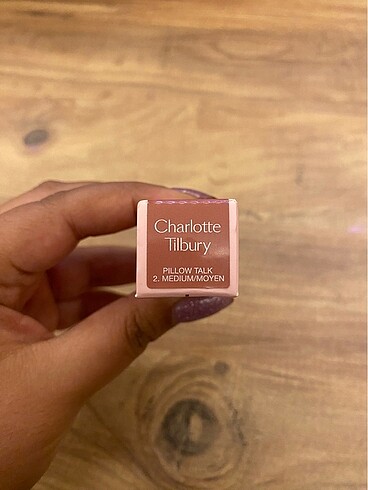 Charlotte
Tilbury
PILLOW TALK
2. MEDIUM/MOYEN